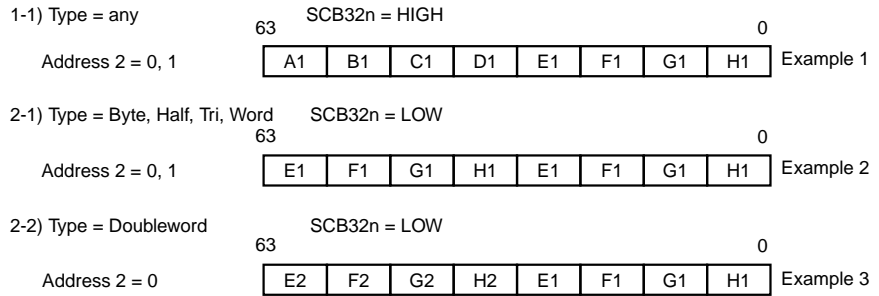 1-1) Type = any SCB32n = HIGH
63 0
Address 2 = 0, 1 A1 B1 C1 D1 E1 F1 G1 H1 Example 1
2-1) Type = Byte, Half, Tri, Word SCB32n = LOW
63 0
Address 2 = 0, 1 E1 F1 G1 H1 E1 F1 G1 H1 Example 2
2-2) Type = Doubleword SCB32n = LOW
63 0
Address 2 = 0 E2 F2 G2 H2 E1 F1 G1 H1 Example 3